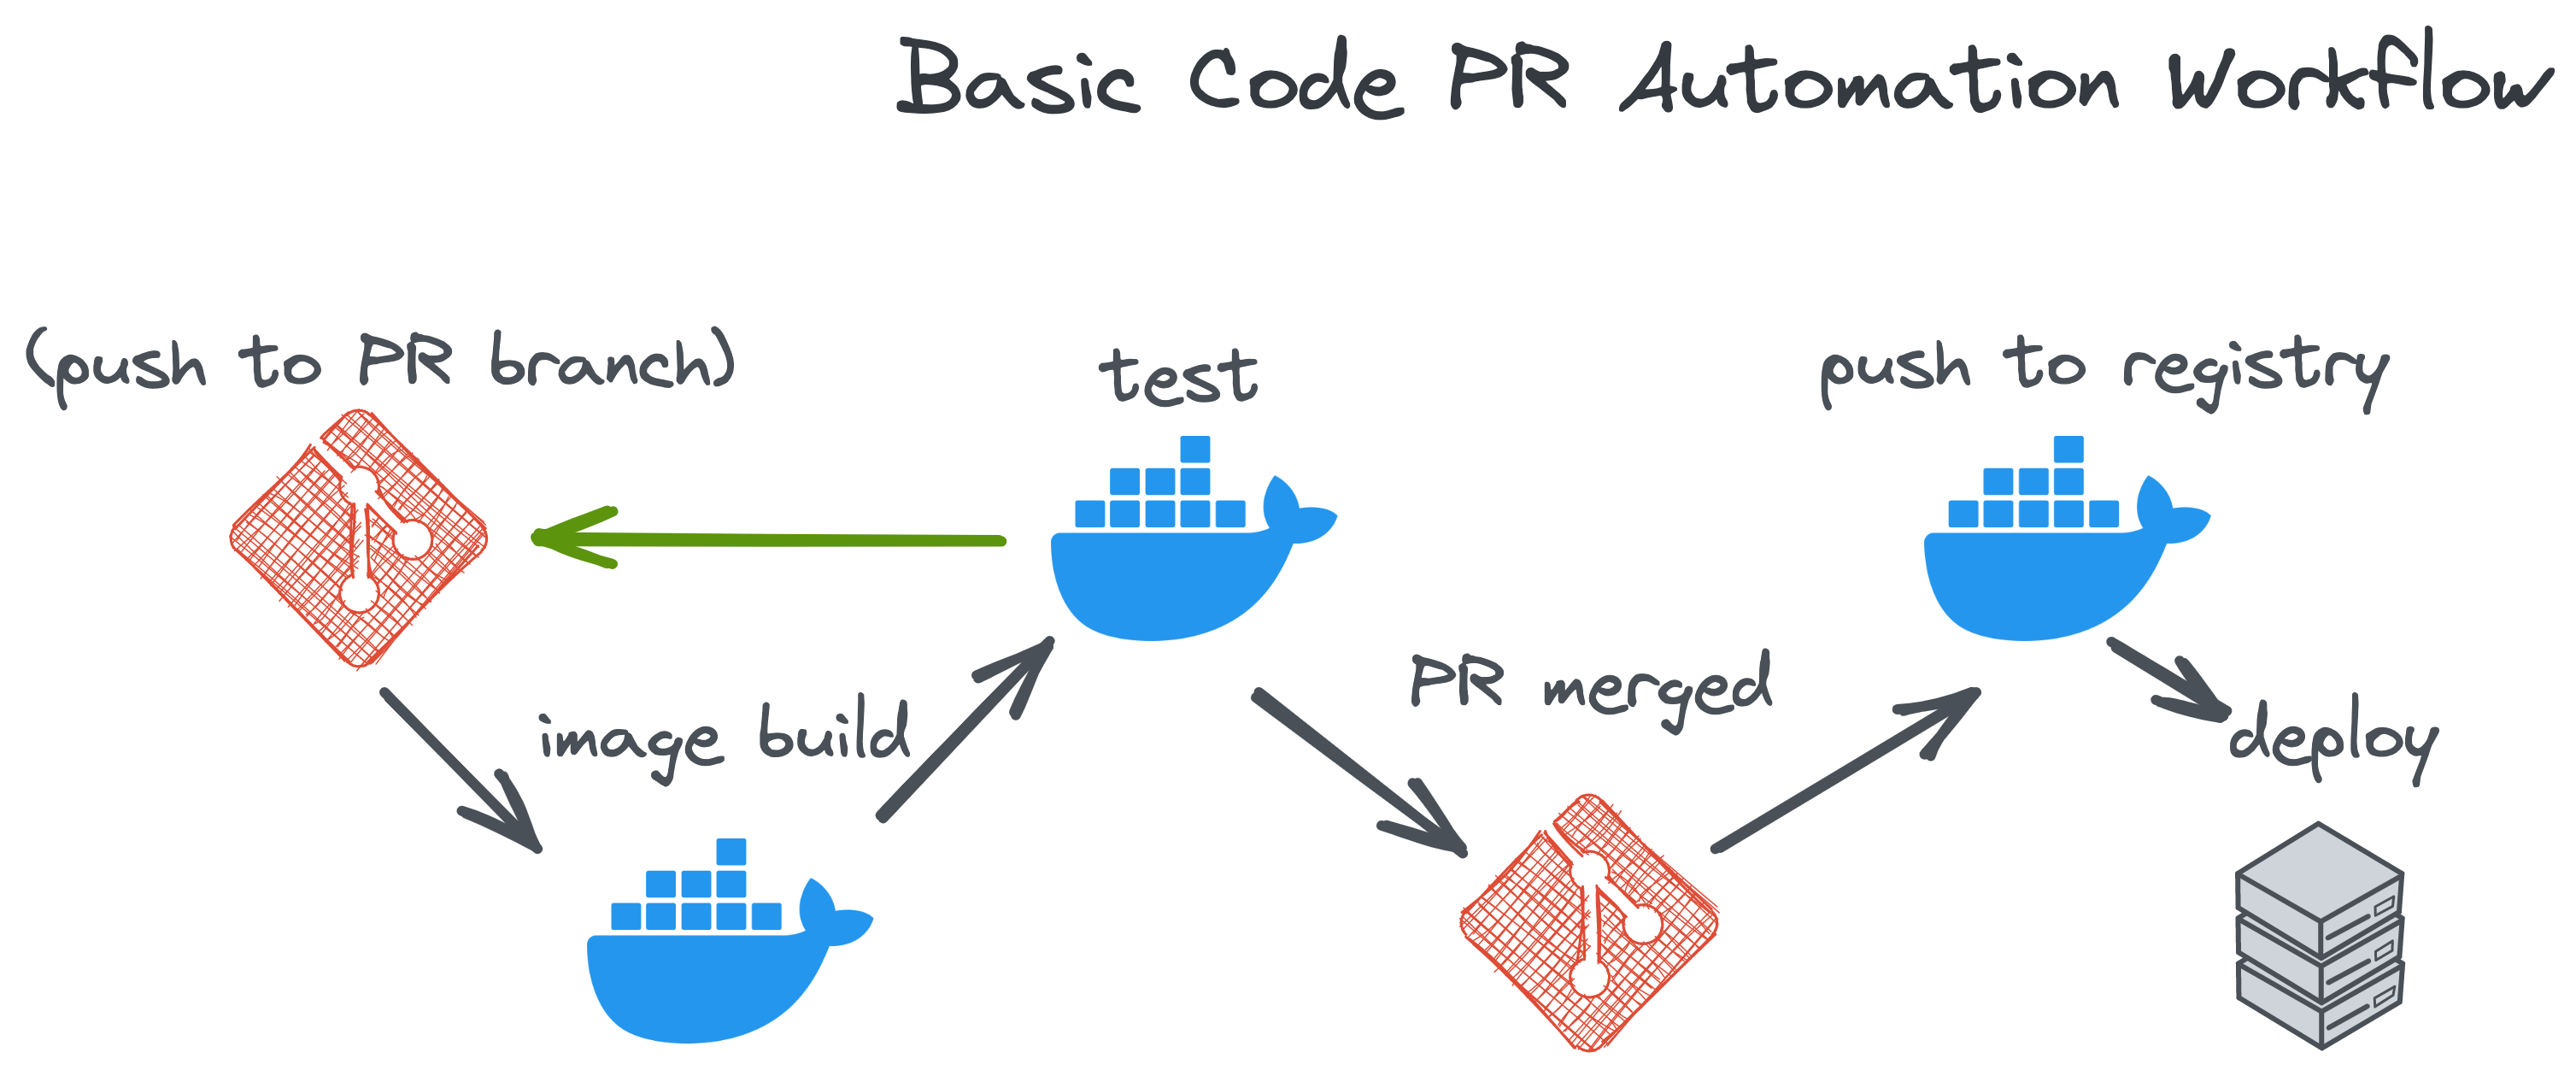 Basic Code PR Automation Workflow
(push to PR branch)
test
push to registry
image build
PR merged
deploy